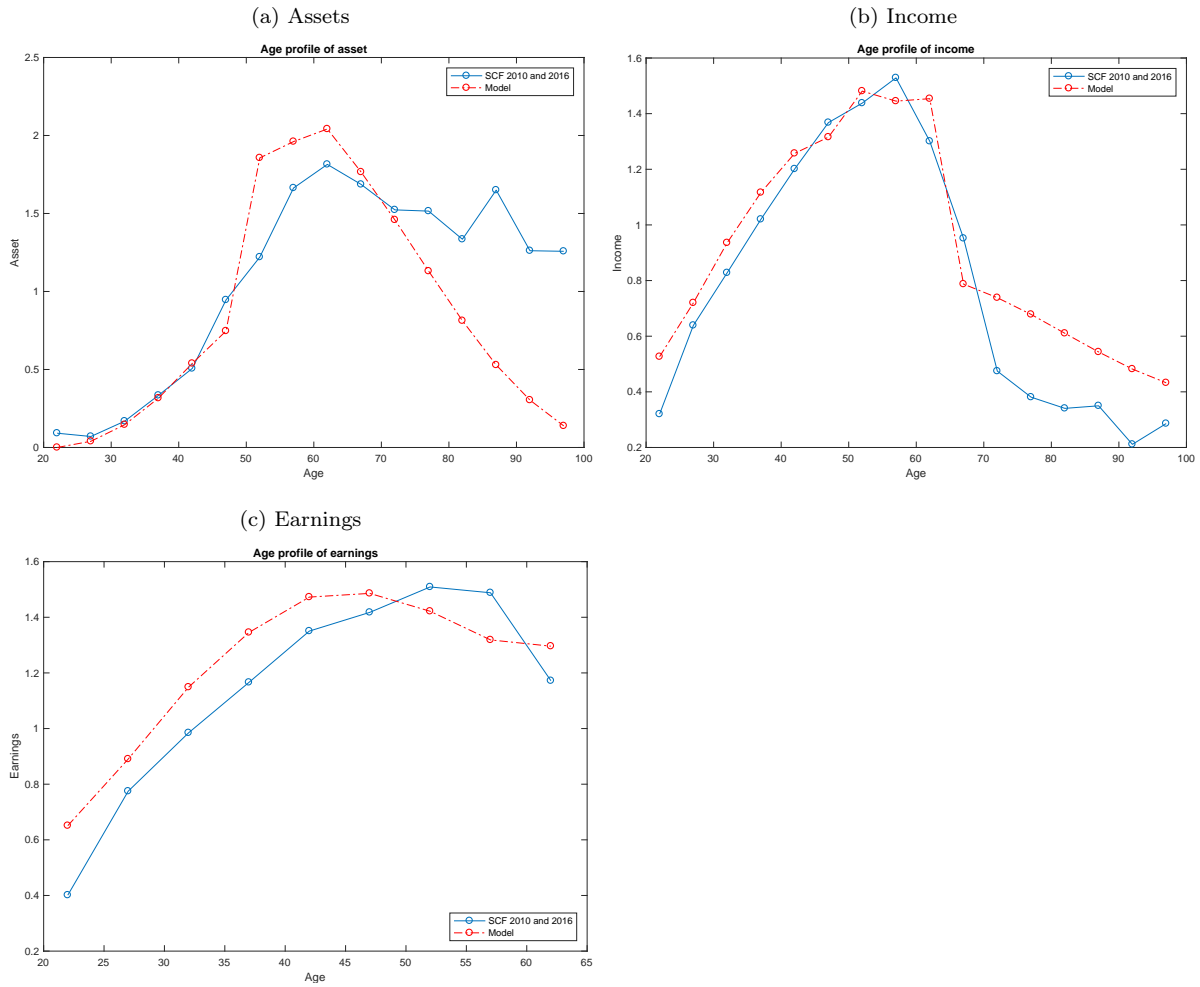 (a) Assets
Age profile of asset
2.5
2
1.5
1
0.5
0
Asset
20 30 40 50 60 70 80 90 100
Age
SCF 2010 and 2016
Model
(b) Income
Age profile of income
1.6
1.4
1.2
1
0.8
0.6
0.4
0.2
Income
20 30 40 50 60 70 80 90 100
Age
SCF 2010 and 2016
Model
(c) Earnings
Age profile of earnings
1.6
1.4
1.2
1
0.8
0.6
0.4
0.2
Earnings
20 25 30 35 40 45 50 55 60 65
Age
SCF 2010 and 2016
Model